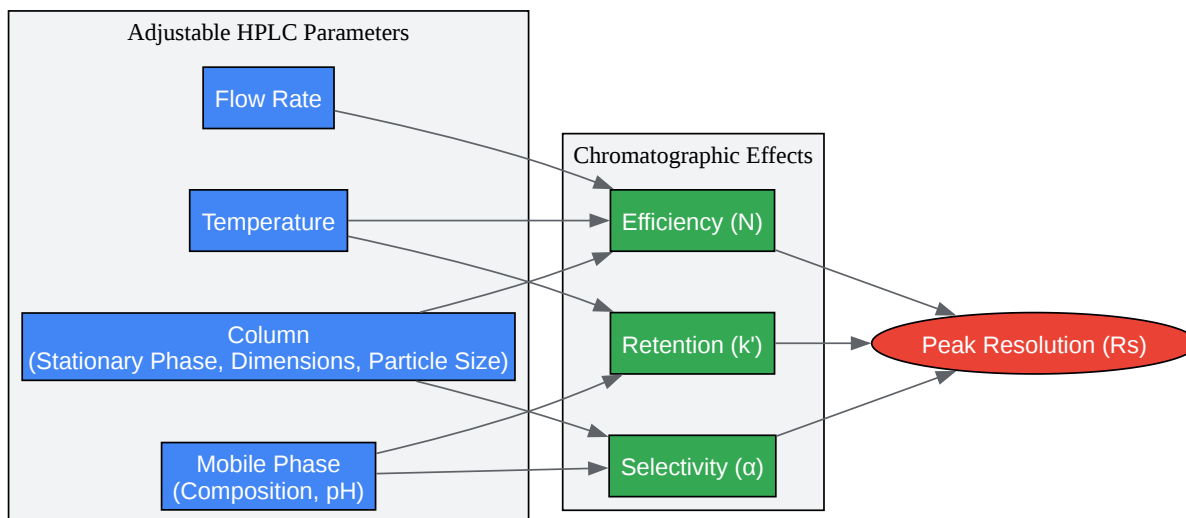 Adjustable HPLC Parameters
Flow Rate
Temperature
Column
(Stationary Phase, Dimensions, Particle Size)
Mobile Phase
(Composition, pH)
Chromatographic Effects
Efficiency (N)
Retention (k')
Selectivity (α)
Peak Resolution (Rs)